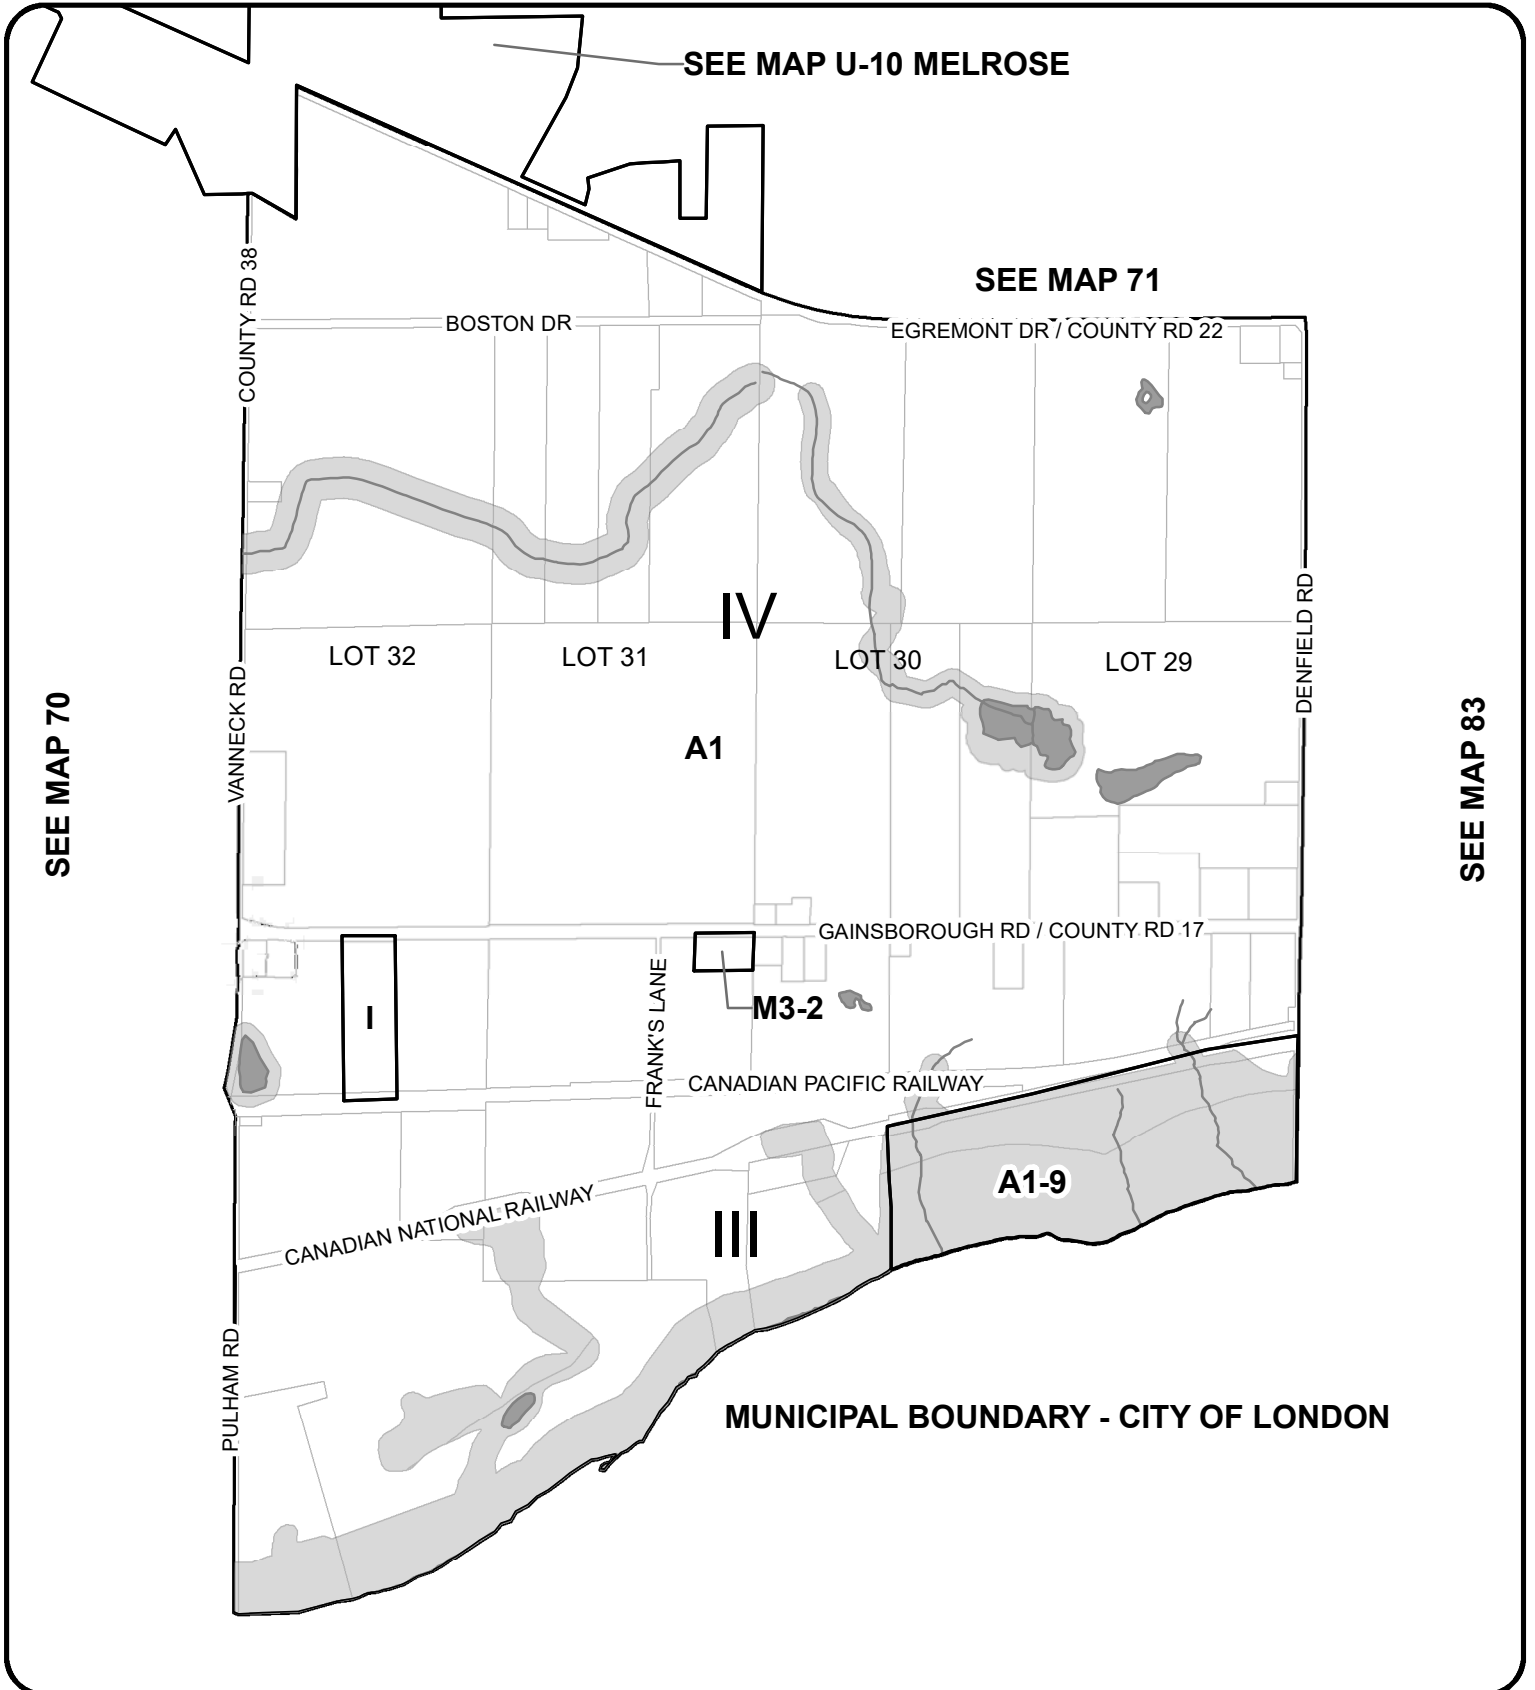 SEE MAP U-10 MELROSE
SEE MAP 71
COUNTY RD 38
BOSTON DR
EGREMONT DR / COUNTY RD 22
IV
LOT 32
LOT 31
LOT 30
LOT 29
DENFIELD RD
VANNECK RD
SEE MAP 70
SEE MAP 83
A1
GAINSBOROUGH RD / COUNTY RD 17
I
FRANK'S LANE
M3-2
CANADIAN PACIFIC RAILWAY
A1-9
CANADIAN NATIONAL RAILWAY
III
PULHAM RD
MUNICIPAL BOUNDARY - CITY OF LONDON